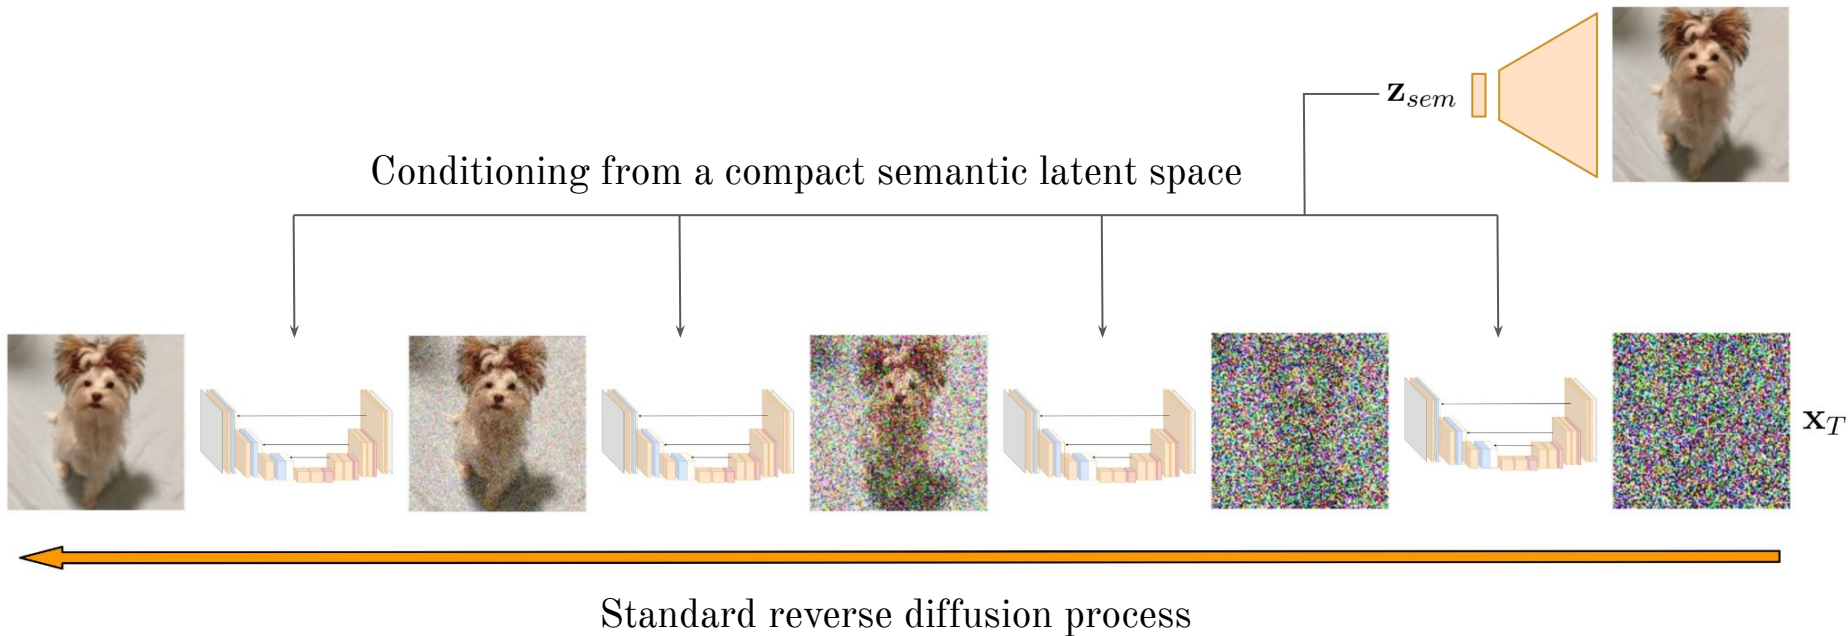 z_sem
Conditioning from a compact semantic latent space
x_T
Standard reverse diffusion process